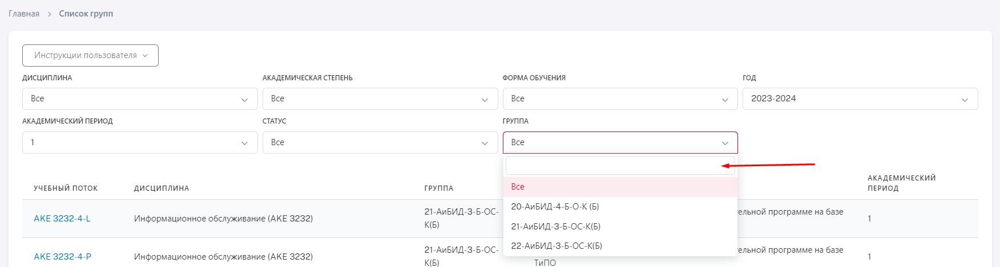 Главная > Список групп
Инструкции пользователя
ДИСЦИПЛИНА АКАДЕМИЧЕСКАЯ СТЕПЕНЬ ФОРМА ОБУЧЕНИЯ ГОД
Все Все Все 2023-2024
АКАДЕМИЧЕСКИЙ ПЕРИОД СТАТУС ГРУППА
1 Все Все
Все
20-АиБИД-4-Б-О-К (Б)
21-АиБИД-3-Б-ОС-К(Б)
22-АиБИД-3-Б-ОС-К(Б)
УЧЕБНЫЙ ПОТОК ДИСЦИПЛИНА ГРУППА АКАДЕМИЧЕСКИЙ
ПЕРИОД
AKE 3232-4-L Информационное обслуживание (AKE 3232) 21-АиБИД-3-Б-ОС- тельной программе на базе 1
К(Б)
AKE 3232-4-P Информационное обслуживание (AKE 3232) 21-АиБИД-3-Б-ОС- тельной программе на базе 1
К(Б) ТиПО